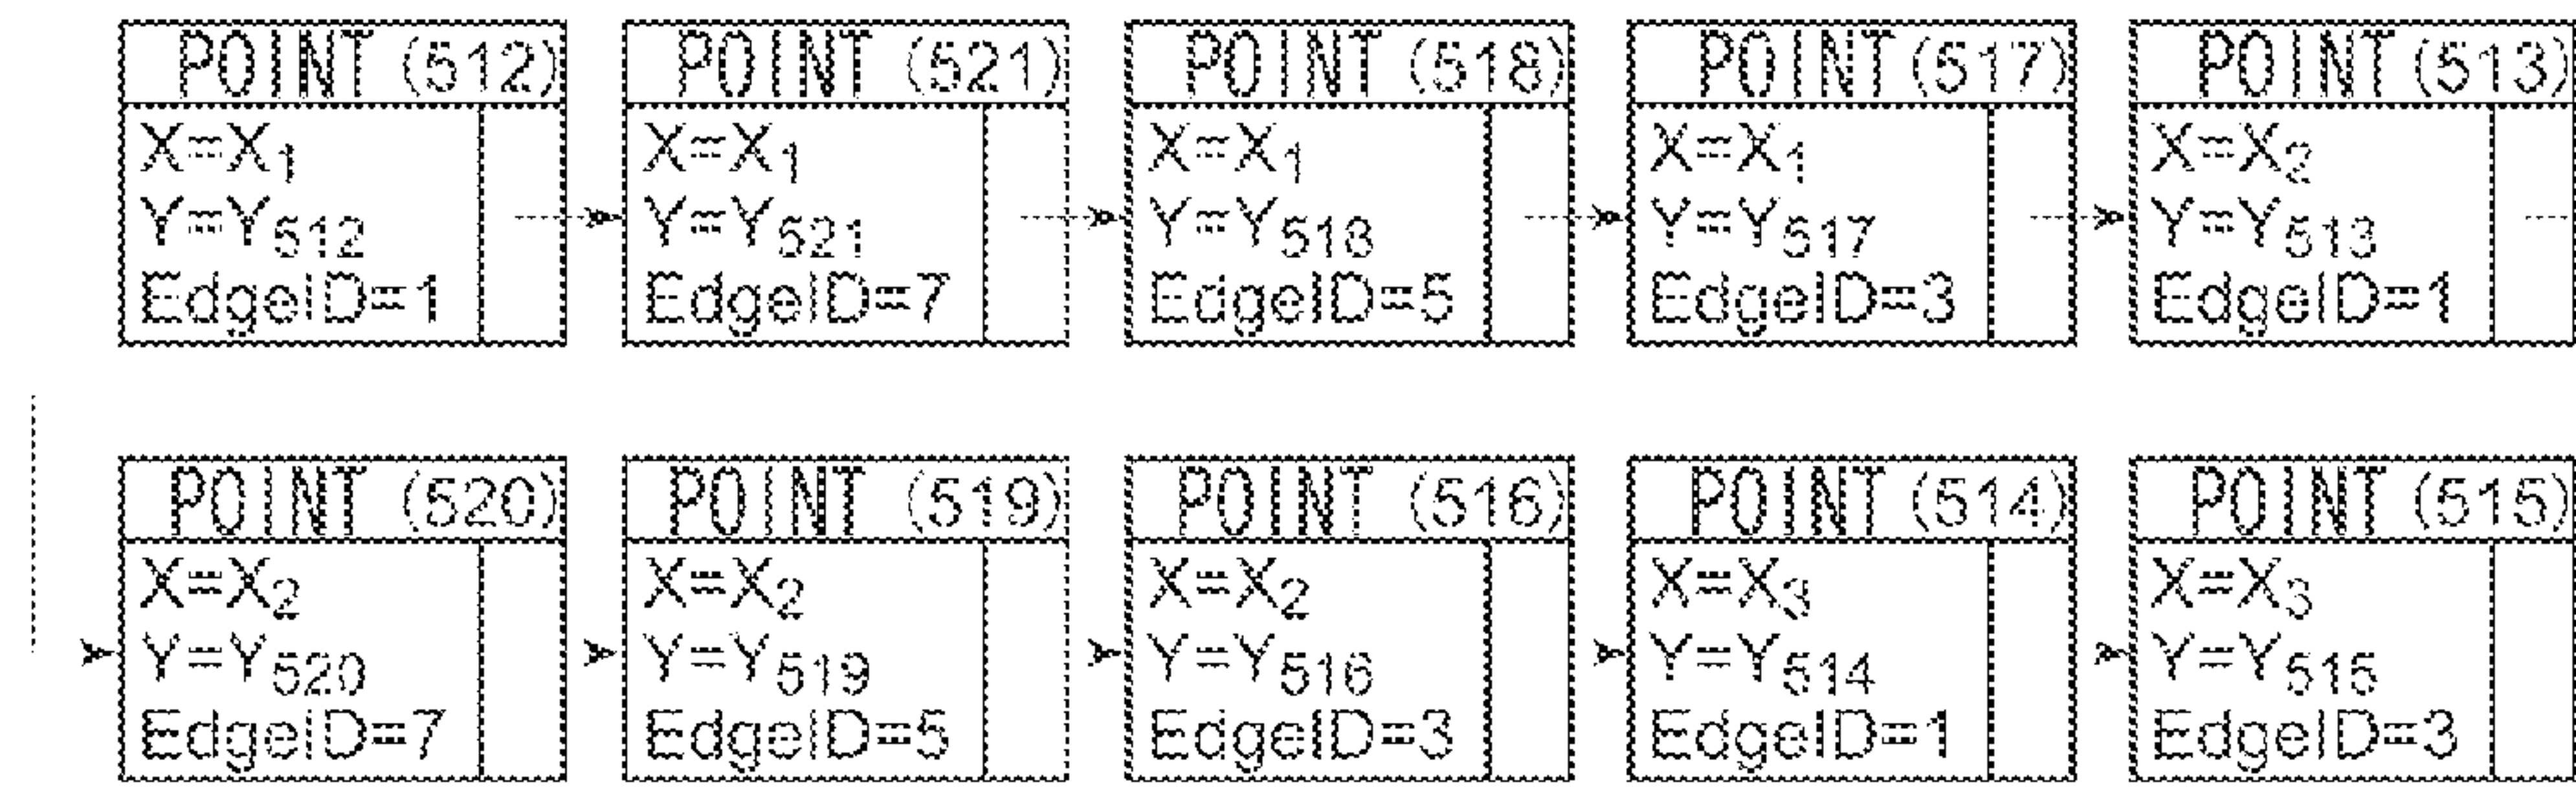 POINT (512)
X=X1
Y=Y512
EdgeID=1
POINT (521)
X=X1
Y=Y521
EdgeID=7
POINT (518)
X=X1
Y=Y518
EdgeID=5
POINT (517)
X=X1
Y=Y517
EdgeID=3
POINT (513)
X=X2
Y=Y513
EdgeID=1
POINT (520)
X=X2
Y=Y520
EdgeID=7
POINT (519)
X=X2
Y=Y519
EdgeID=5
POINT (516)
X=X2
Y=Y516
EdgeID=3
POINT (514)
X=X3
Y=Y514
EdgeID=1
POINT (515)
X=X3
Y=Y515
EdgeID=3